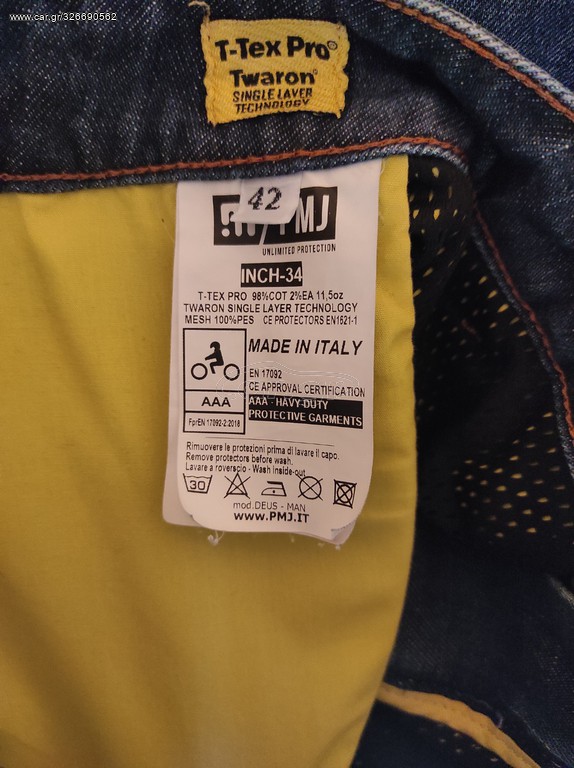 www.car.gr/326690562
T-Tex Pro©
Twaron®
SINGLE LAYER
TECHNOLOGY
42
PMJ
UNLIMITED PROTECTION
INCH-34
T-TEX PRO 98%COT 2%EA 11,5oz
TWARON SINGLE LAYER TECHNOLOGY
MESH 100%PES CE PROTECTORS EN1621-1
MADE IN ITALY
EN 17092
CE APPROVAL CERTIFICATION
AAA
AAA HAVY-DUTY
PROTECTIVE GARMENTS
FprEN 17092-2:2018
Rimuovere le protezioni prima di lavare il capo.
Remove protectors before wash.
Lavare a roverscio - Wash inside-out
30
mod.DEUS - MAN
www.PMJ.IT